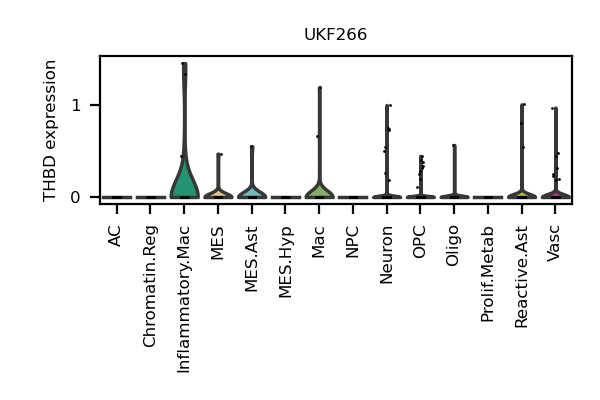 UKF266
THBD expression
1
0
AC
Chromatin.Reg
Inflammatory.Mac
MES
MES.Ast
MES.Hyp
Mac
NPC
Neuron
OPC
Oligo
Prolif.Metab
Reactive.Ast
Vasc